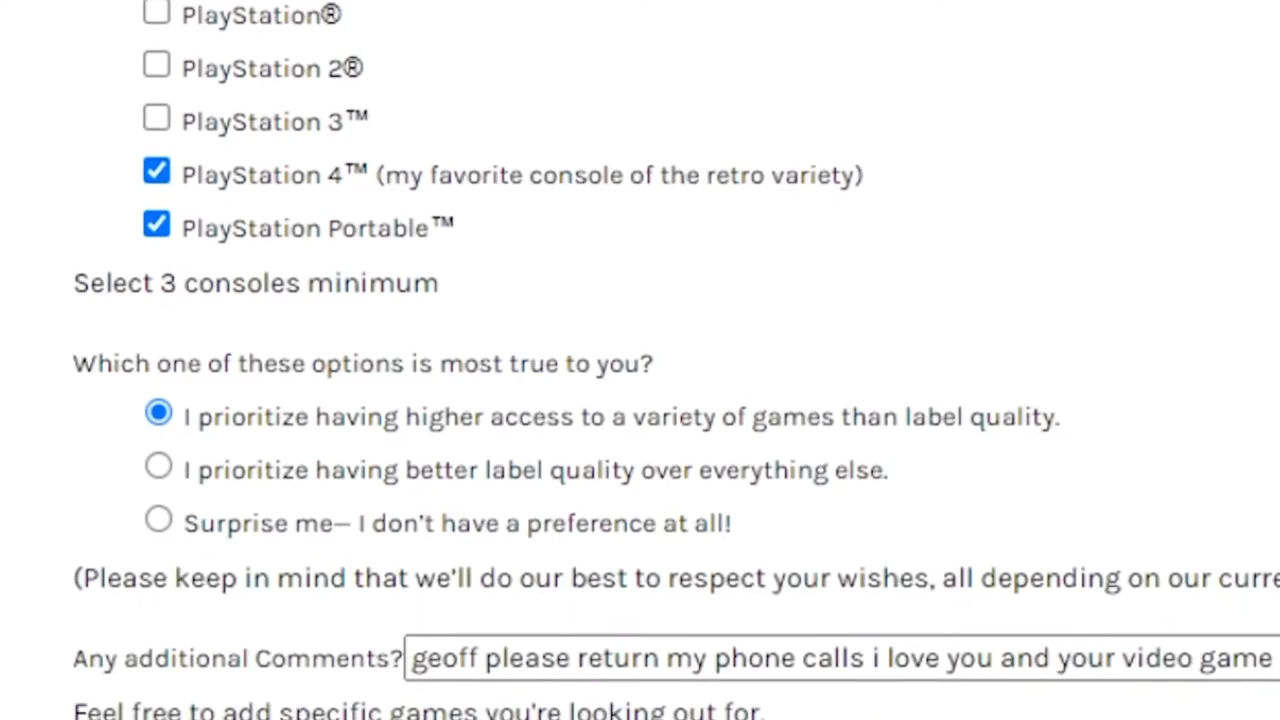 PlayStation®
PlayStation 2®
PlayStation 3™
PlayStation 4™ (my favorite console of the retro variety)
PlayStation Portable™
Select 3 consoles minimum
Which one of these options is most true to you?
I prioritize having higher access to a variety of games than label quality.
I prioritize having better label quality over everything else.
Surprise me— I don't have a preference at all!
(Please keep in mind that we'll do our best to respect your wishes, all depending on our curre
Any additional Comments? geoff please return my phone calls i love you and your video game
Feel free to add specific games you're looking out for.